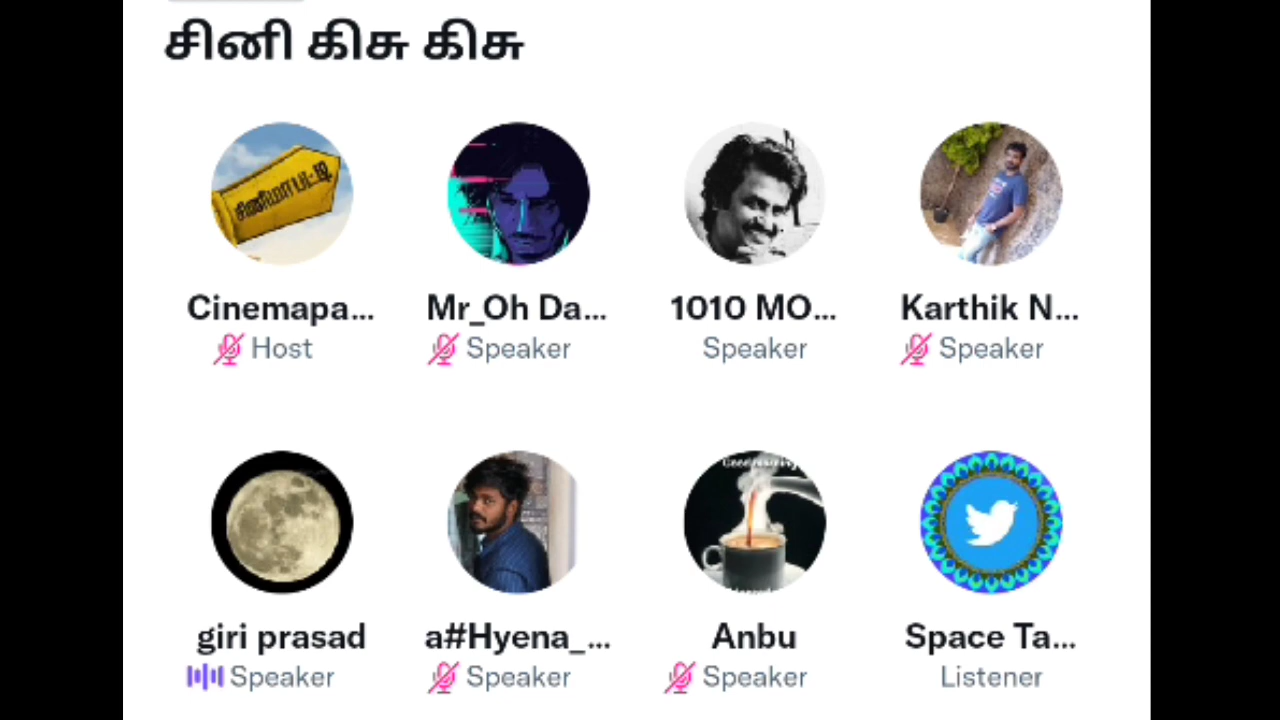 சினி கிசு கிசு
சினிமா பட்டி
Cinemapa... Mr_Oh Da... 1010 MO... Karthik N...
Host Speaker Speaker Speaker
giri prasad a#Hyena_... Anbu Space Ta...
Speaker Speaker Speaker Listener